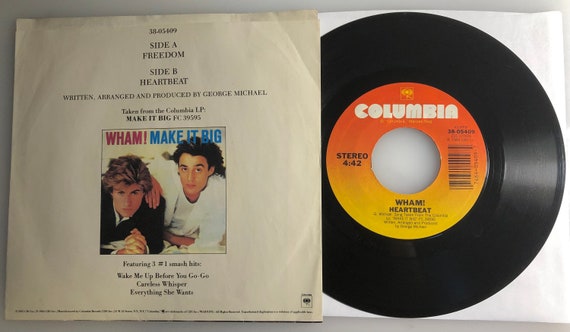 38-05409
SIDE A
FREEDOM
SIDE B
HEARTBEAT
WRITTEN, ARRANGED AND PRODUCED BY GEORGE MICHAEL
Taken from the Columbia LP:
MAKE IT BIG FC 39595
WHAM! MAKE IT BIG
Featuring 3 #1 smash hits:
Wake Me Up Before You Go-Go
Careless Whisper
Everything She Wants
COLUMBIA
38-05409
STEREO
4:42
WHAM!
HEARTBEAT